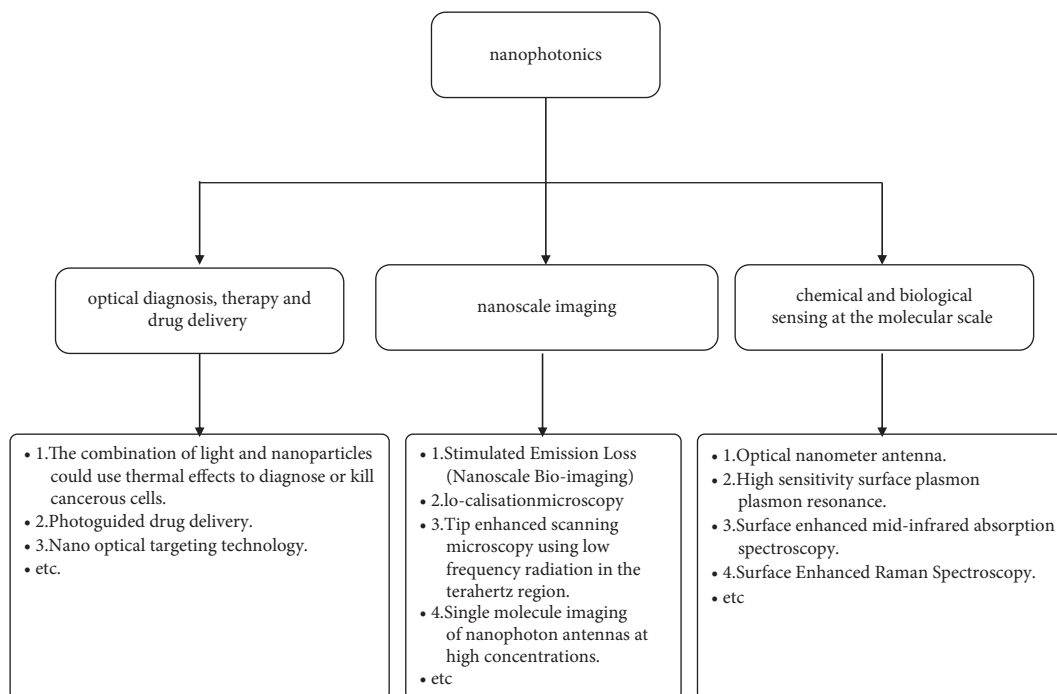 nanophotonics
optical diagnosis, therapy and
drug delivery
nanoscale imaging
chemical and biological
sensing at the molecular scale
• 1.The combination of light and nanoparticles
could use thermal effects to diagnose or kill
cancerous cells.
• 2.Photoguided drug delivery.
• 3.Nano optical targeting technology.
• etc.
• 1.Stimulated Emission Loss
(Nanoscale Bio-imaging)
• 2.lo-calisationmicroscopy
• 3.Tip enhanced scanning
microscopy using low
frequency radiation in the
terahertz region.
• 4.Single molecule imaging
of nanophoton antennas at
high concentrations.
• etc
• 1.Optical nanometer antenna.
• 2.High sensitivity surface plasmon
plasmon resonance.
• 3.Surface enhanced mid-infrared absorption
spectroscopy.
• 4.Surface Enhanced Raman Spectroscopy.
• etc